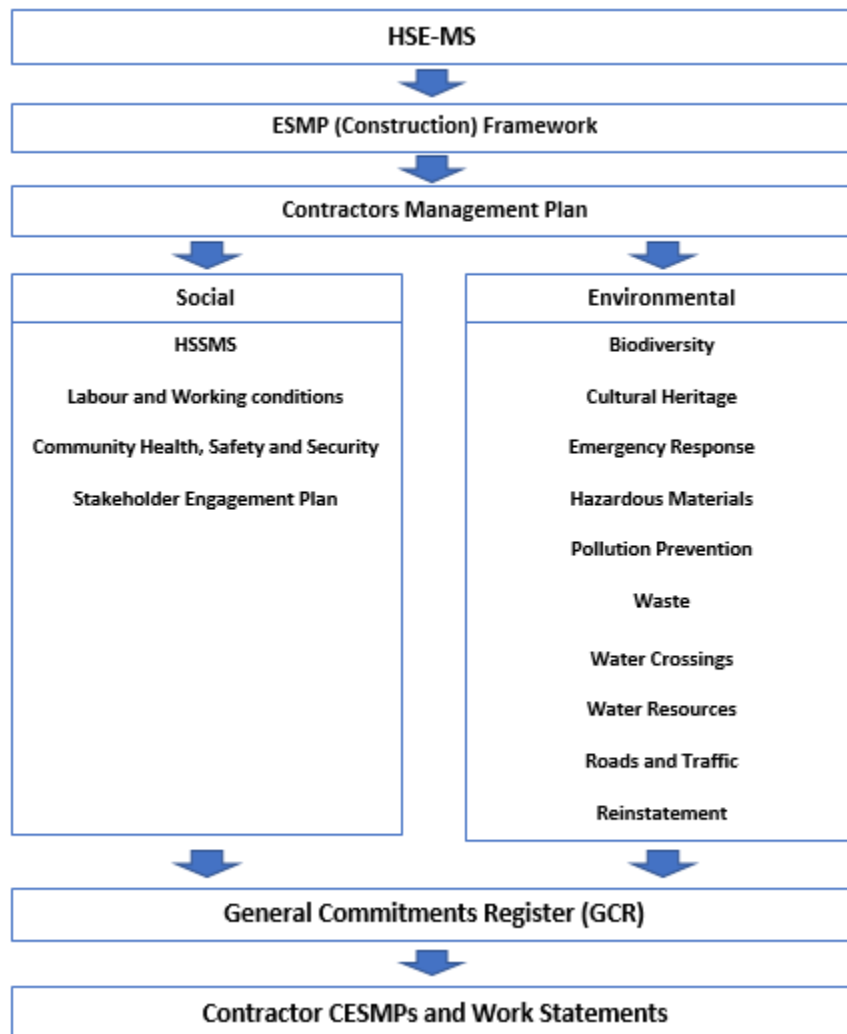 HSE-MS
ESMP (Construction) Framework
Contractors Management Plan
Social
HSSMS
Labour and Working conditions
Community Health, Safety and Security
Stakeholder Engagement Plan
Environmental
Biodiversity
Cultural Heritage
Emergency Response
Hazardous Materials
Pollution Prevention
Waste
Water Crossings
Water Resources
Roads and Traffic
Reinstatement
General Commitments Register (GCR)
Contractor CESMPs and Work Statements